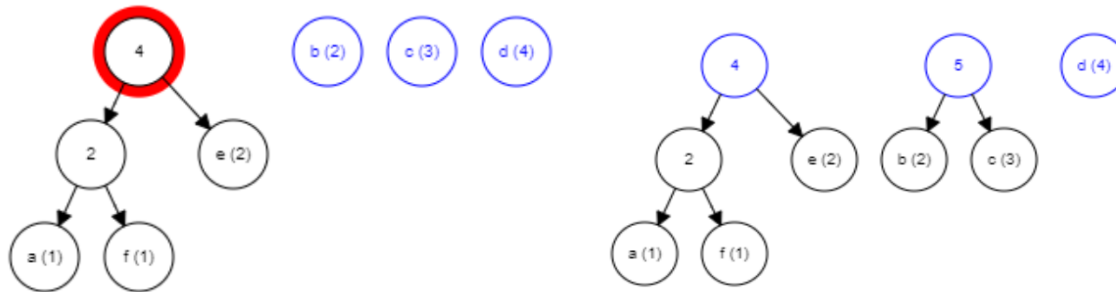 4 b (2) c (3) d (4)
2 e (2)
a (1) f (1)
4 5 d (4)
2 e (2) b (2) c (3)
a (1) f (1)